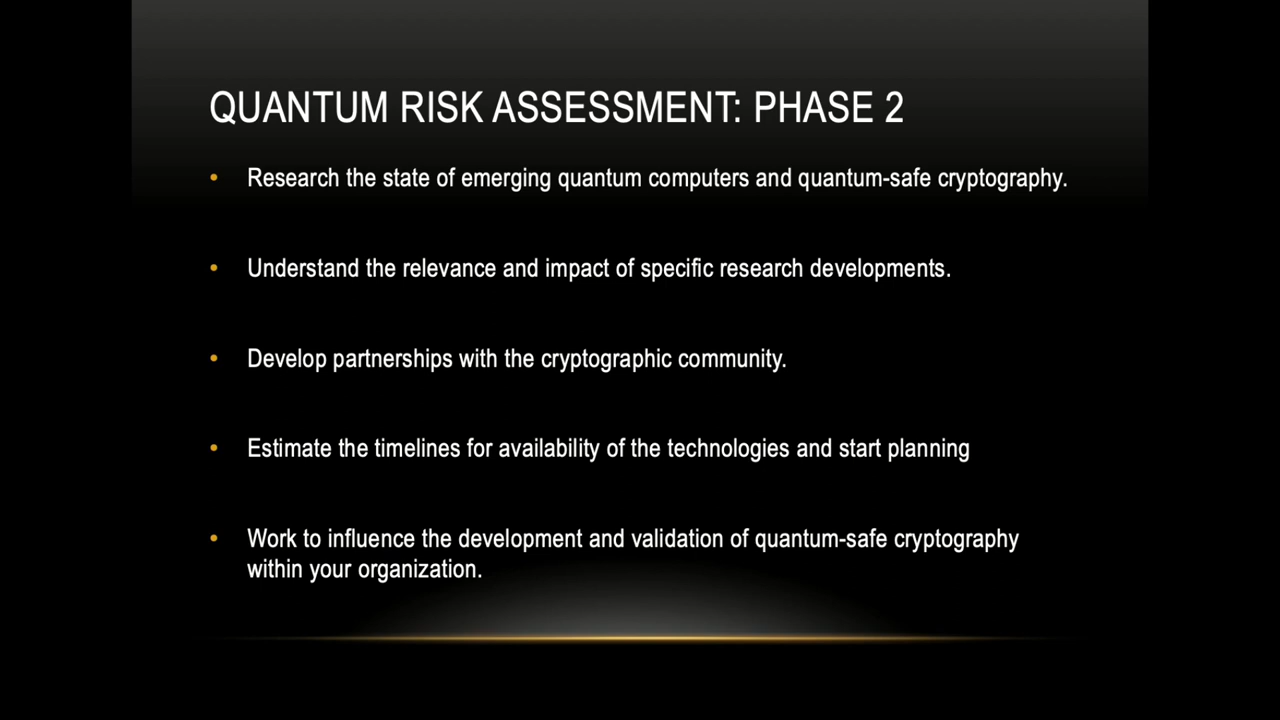 QUANTUM RISK ASSESSMENT: PHASE 2
• Research the state of emerging quantum computers and quantum-safe cryptography.
• Understand the relevance and impact of specific research developments.
• Develop partnerships with the cryptographic community.
• Estimate the timelines for availability of the technologies and start planning
• Work to influence the development and validation of quantum-safe cryptography
within your organization.